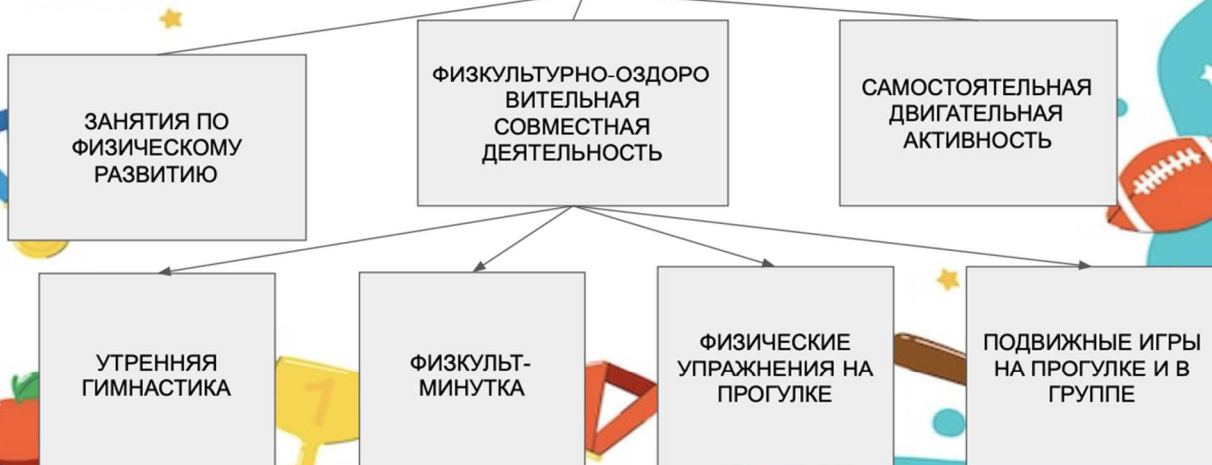 ЗАНЯТИЯ ПО
ФИЗИЧЕСКОМУ
РАЗВИТИЮ
ФИЗКУЛЬТУРНО-ОЗДОРО
ВИТЕЛЬНАЯ
СОВМЕСТНАЯ
ДЕЯТЕЛЬНОСТЬ
САМОСТОЯТЕЛЬНАЯ
ДВИГАТЕЛЬНАЯ
АКТИВНОСТЬ
УТРЕННЯЯ
ГИМНАСТИКА
ФИЗКУЛЬТ-
МИНУТКА
ФИЗИЧЕСКИЕ
УПРАЖНЕНИЯ НА
ПРОГУЛКЕ
ПОДВИЖНЫЕ ИГРЫ
НА ПРОГУЛКЕ И В
ГРУППЕ
1